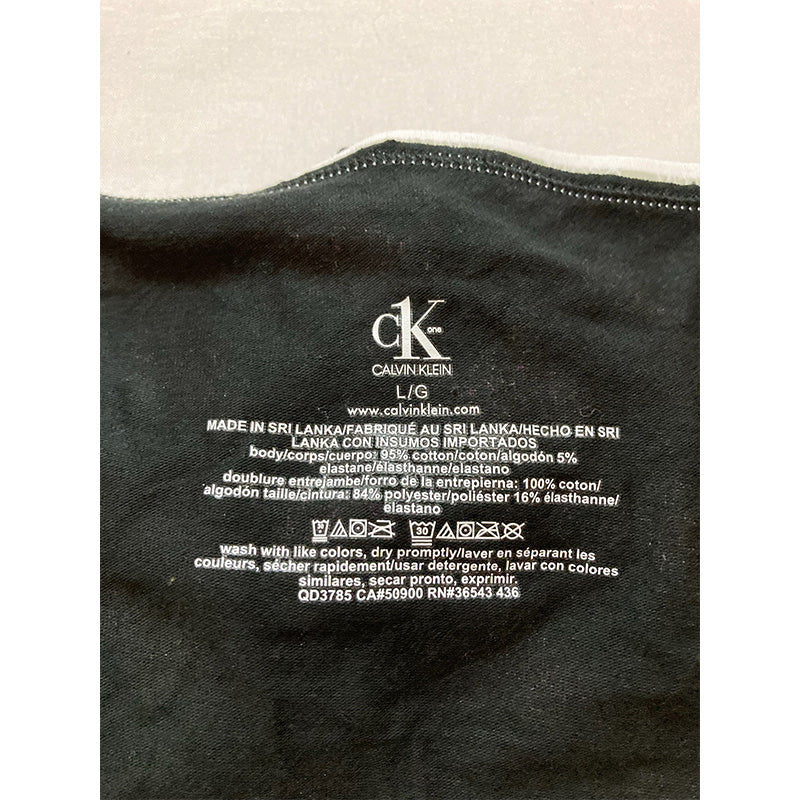 cK one
CALVIN KLEIN
L/G
www.calvinklein.com
MADE IN SRI LANKA/FABRIQUÉ AU SRI LANKA/HECHO EN SRI
LANKA CON INSUMOS IMPORTADOS
body/corps/cuerpo: 95% cotton/coton/algodón 5%
elastane/élasthanne/elastano
doublure entrejambe/forro de la entrepierna: 100% coton/
algodón taille/cintura: 84% polyester/poliéster 16% élasthanne/
elastano
30
wash with like colors, dry promptly/laver en séparant les
couleurs, sécher rapidement/usar detergente, lavar con colores
similares, secar pronto, exprimir.
QD3785 CA#50900 RN#36543 436